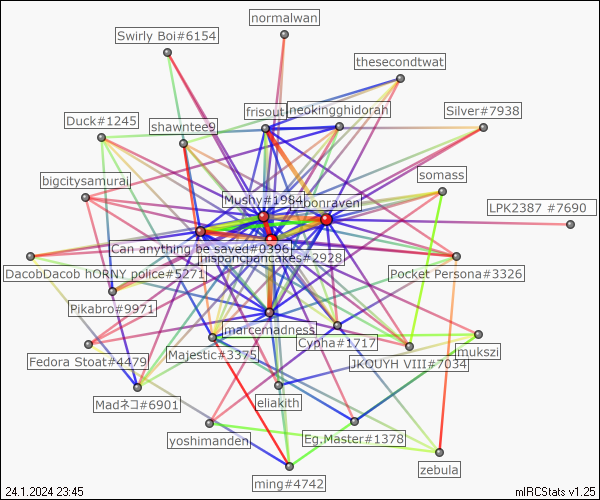 normalwan
Swirly Boi#6154
thesecondtwat
frisout
neokingghidorah
Silver#7938
Duck#1245
shawntee9
bigcitysamurai
somass
Mushy#1984
bonraven
LPK2387 #7690
Can anything be saved#0396
DacobDacob hORNY police#5271
Pocket Persona#3326
Pikabro#9971
marcemadness
Cypha#1717
mukszi
Fedora Stoat#4479
Majestic#3375
JKOUYH VIII#7034
Madネコ#6901
eliakith
yoshimanden
Eg.Master#1378
zebula
ming#4742
24.1.2024 23:45
mIRCStats v1.25